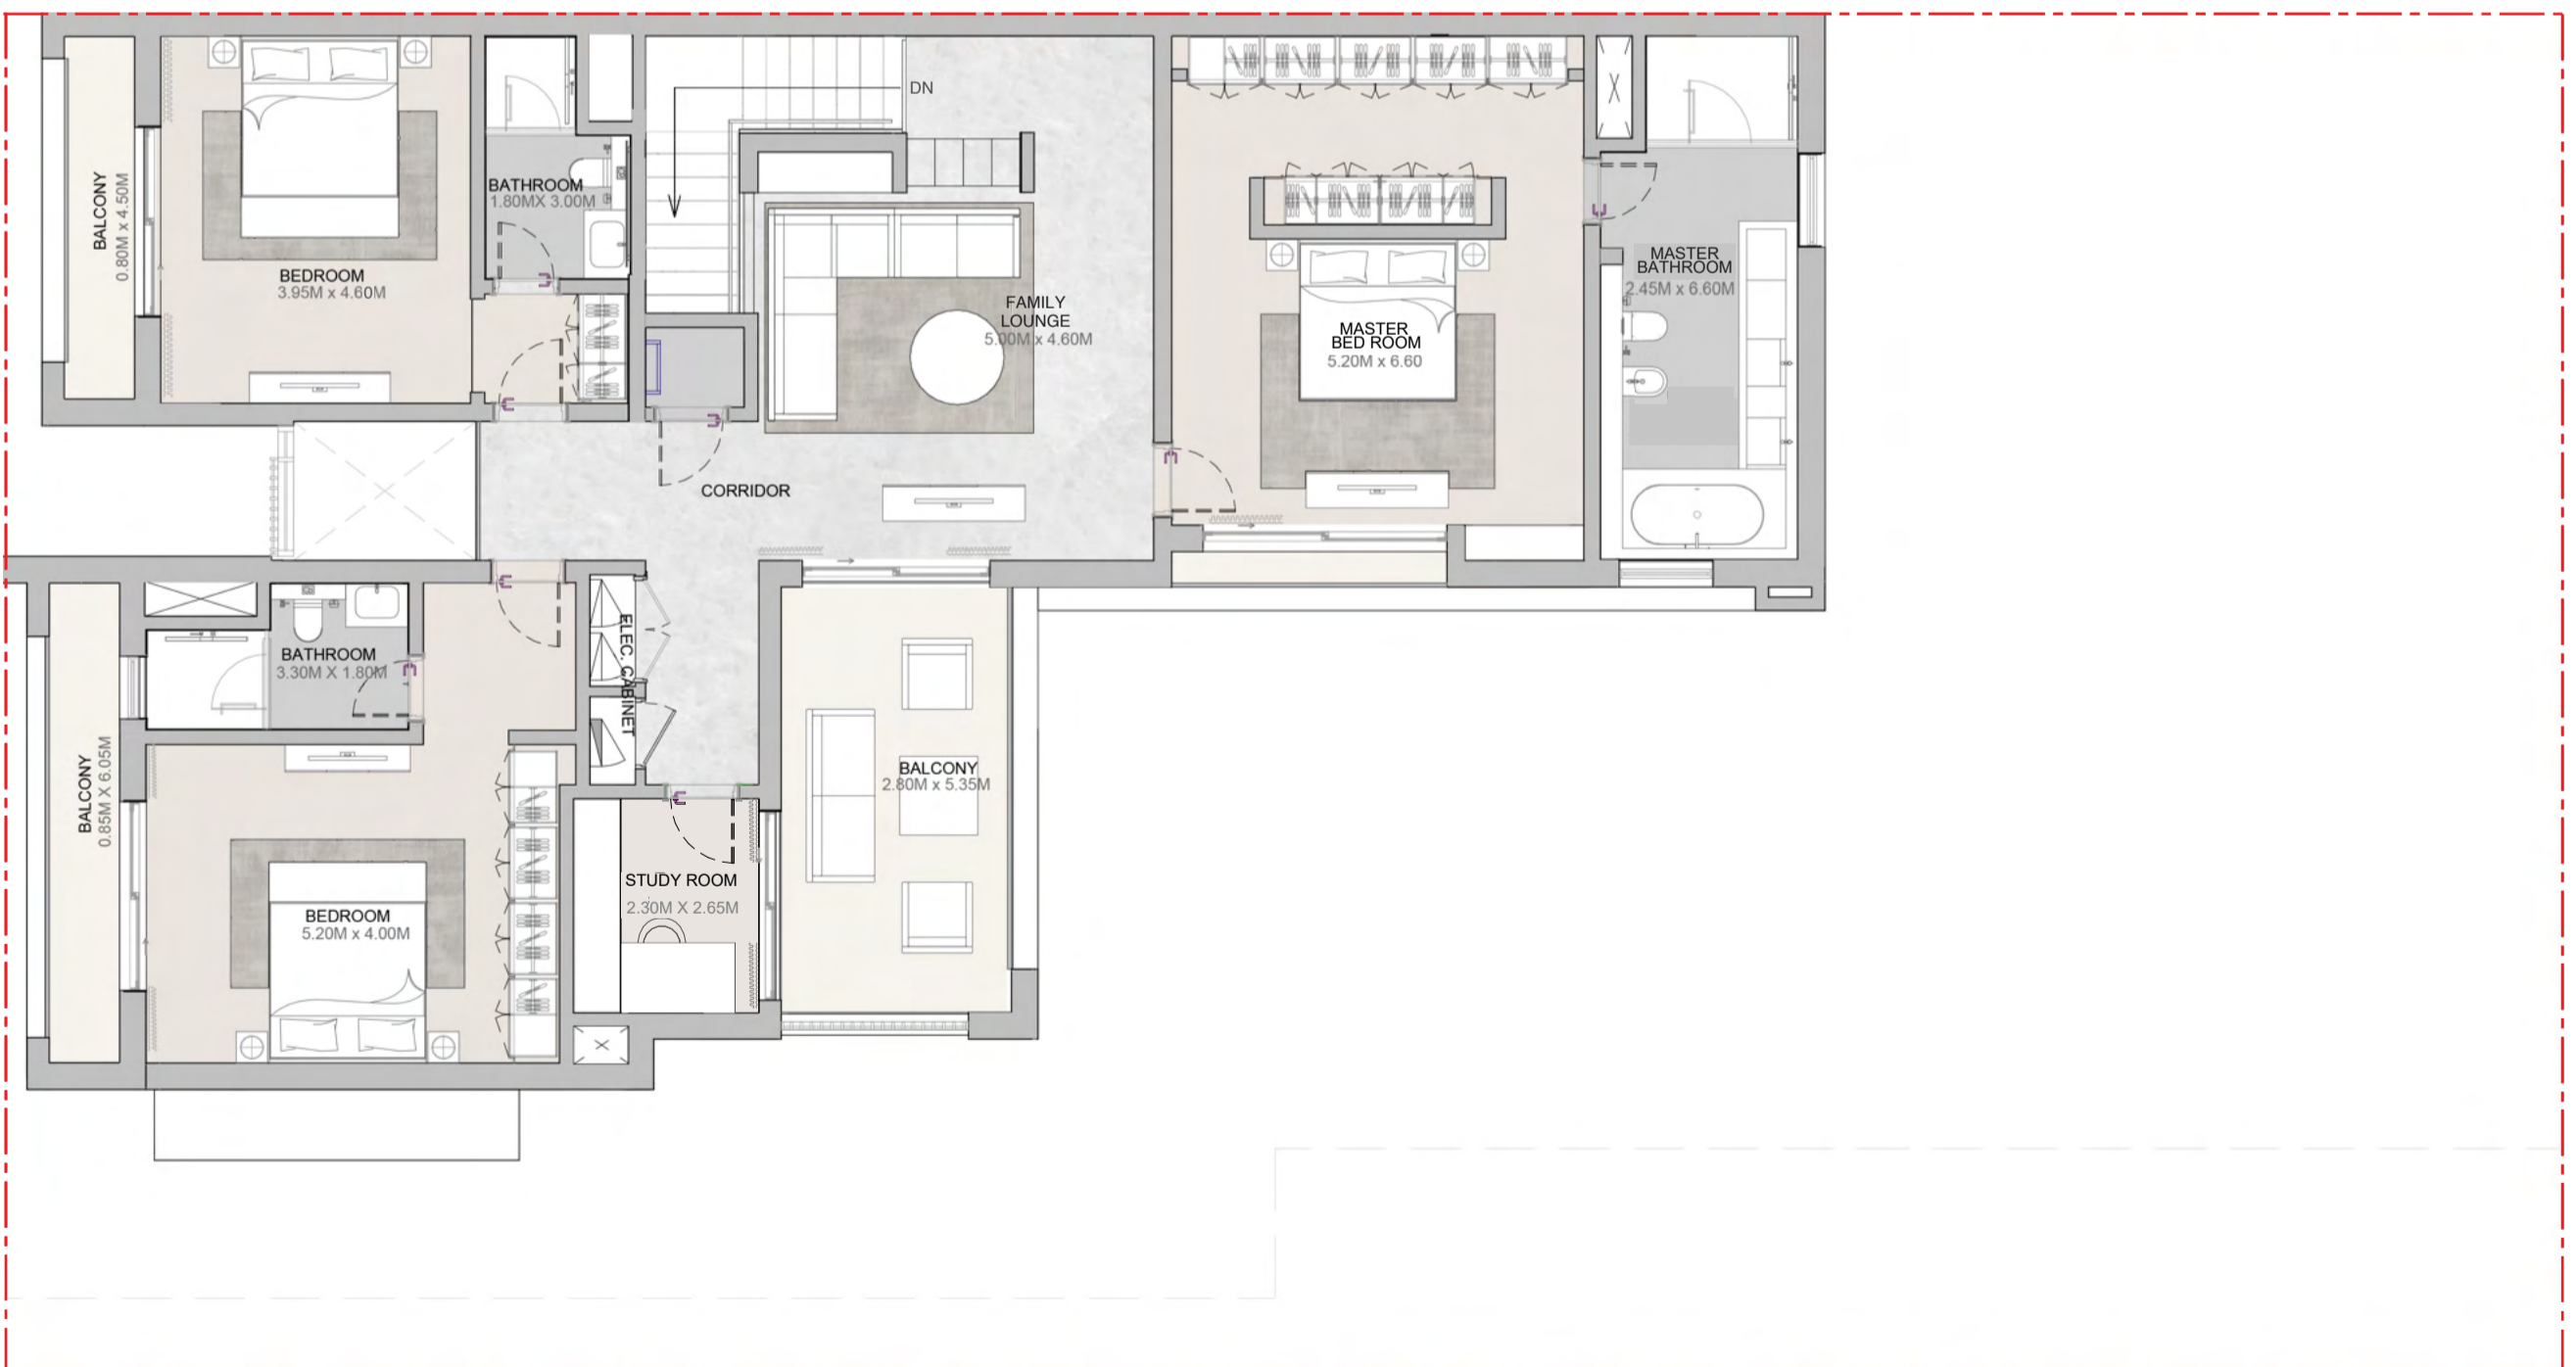 DN
BALCONY
0.80M x 4.50M
BEDROOM
3.95M x 4.60M
BATHROOM
1.80MX 3.00M
FAMILY
LOUNGE
5.00M x 4.60M
MASTER
BED ROOM
5.20M x 6.60
MASTER
BATHROOM
2.45M x 6.60M
CORRIDOR
BATHROOM
3.30M X 1.80M
ELEC. CABINET
BALCONY
0.85M X 6.05M
BALCONY
2.80M x 5.35M
STUDY ROOM
2.30M X 2.65M
BEDROOM
5.20M x 4.00M